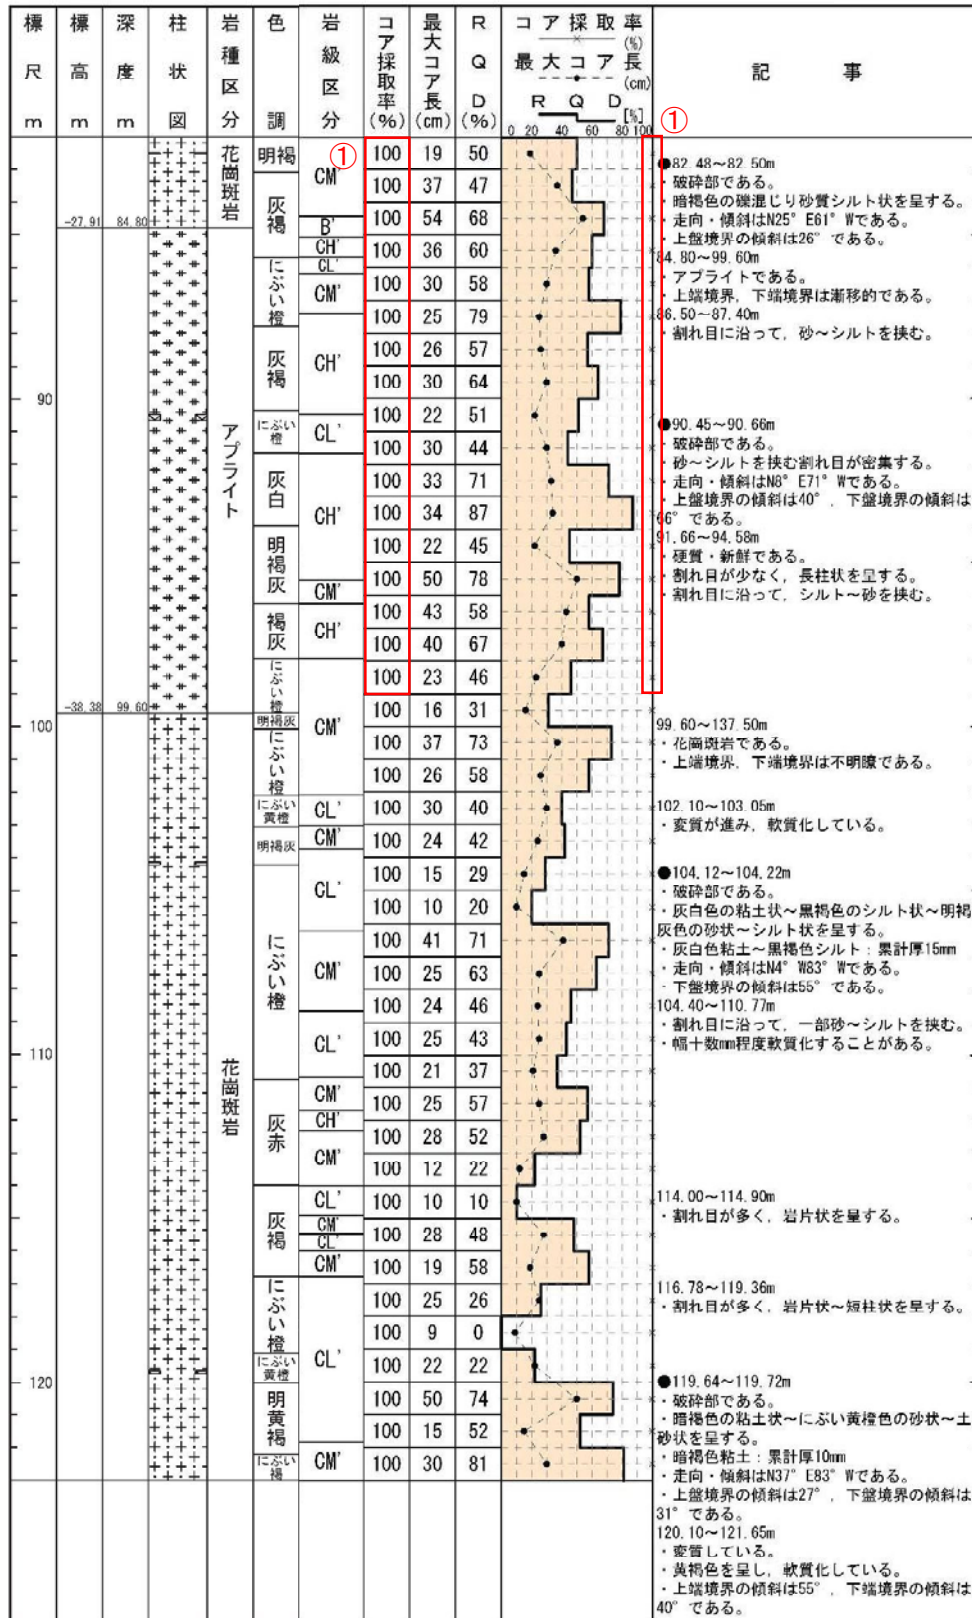 標尺m
標高m
深度m
柱状図
岩種区分
色調
岩級区分
コア採取率(%)
最大コア長(cm)
RQD(%)
コア採取率(%)
最大コア長(cm)
RQD[%]
0 20 40 60 80 100
記事
①
①
花崗斑岩
-27.91 84.80
アプライト
90
-38.38 99.60
100
花崗斑岩
110
120
明褐
灰褐
にぶい橙
灰褐
にぶい橙
灰白
明褐灰
褐灰
にぶい橙
明褐灰
にぶい橙
にぶい黄橙
明褐灰
にぶい橙
灰赤
灰褐
にぶい橙
にぶい黄橙
明黄褐
にぶい褐
CM'
B'
CH'
CL'
CM'
CH'
CL'
CH'
CM'
CH'
CM'
CL'
CM'
CL'
CM'
CL'
CM'
CH'
CM'
CL'
CM'
CL'
CM'
CL'
CM'
100 19 50
100 37 47
100 54 68
100 36 60
100 30 58
100 25 79
100 26 57
100 30 64
100 22 51
100 30 44
100 33 71
100 34 87
100 22 45
100 50 78
100 43 58
100 40 67
100 23 46
100 16 31
100 37 73
100 26 58
100 30 40
100 24 42
100 15 29
100 10 20
100 41 71
100 25 63
100 24 46
100 25 43
100 21 37
100 25 57
100 28 52
100 12 22
100 10 10
100 28 48
100 19 58
100 25 26
100 9 0
100 22 22
100 50 74
100 15 52
100 30 81
●82.48～82.50m
・破砕部である。
・暗褐色の礫混じり砂質シルト状を呈する。
・走向・傾斜はN25°E61°Wである。
・上盤境界の傾斜は26°である。
84.80～99.60m
・アプライトである。
・上端境界，下端境界は漸移的である。
86.50～87.40m
・割れ目に沿って，砂～シルトを挟む。
●90.45～90.66m
・破砕部である。
・砂～シルトを挟む割れ目が密集する。
・走向・傾斜はN8°E71°Wである。
・上盤境界の傾斜は40°，下盤境界の傾斜は
66°である。
91.66～94.58m
・硬質・新鮮である。
・割れ目が少なく，長柱状を呈する。
・割れ目に沿って，シルト～砂を挟む。
99.60～137.50m
・花崗斑岩である。
・上端境界，下端境界は不明瞭である。
102.10～103.05m
・変質が進み，軟質化している。
●104.12～104.22m
・破砕部である。
・灰白色の粘土状～黒褐色のシルト状～明褐
灰色の砂状～シルト状を呈する。
・灰白色粘土～黒褐色シルト：累計厚15mm
・走向・傾斜はN4°W83°Wである。
・下盤境界の傾斜は55°である。
104.40～110.77m
・割れ目に沿って，一部砂～シルトを挟む。
・幅十数mm程度軟質化することがある。
114.00～114.90m
・割れ目が多く，岩片状を呈する。
116.78～119.36m
・割れ目が多く，岩片状～短柱状を呈する。
●119.64～119.72m
・破砕部である。
・暗褐色の粘土状～にぶい黄橙色の砂状～土
砂状を呈する。
・暗褐色粘土：累計厚10mm
・走向・傾斜はN37°E83°Wである。
・上盤境界の傾斜は27°，下盤境界の傾斜は
31°である。
120.10～121.65m
・変質している。
・黄褐色を呈し，軟質化している。
・上端境界の傾斜は55°，下端境界の傾斜は
40°である。